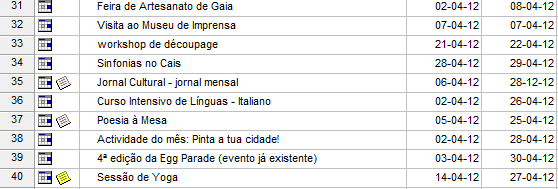 31 Feira de Artesanato de Gaia 02-04-12 08-04-12
32 Visita ao Museu de Imprensa 07-04-12 07-04-12
33 workshop de découpage 21-04-12 22-04-12
34 Sinfonias no Cais 28-04-12 29-04-12
35 Jornal Cultural - jornal mensal 06-04-12 28-12-12
36 Curso Intensivo de Línguas - Italiano 02-04-12 26-04-12
37 Poesia à Mesa 05-04-12 25-04-12
38 Actividade do mês: Pinta a tua cidade! 02-04-12 28-04-12
39 4ª edição da Egg Parade (evento já existente) 03-04-12 30-04-12
40 Sessão de Yoga 14-04-12 27-04-12